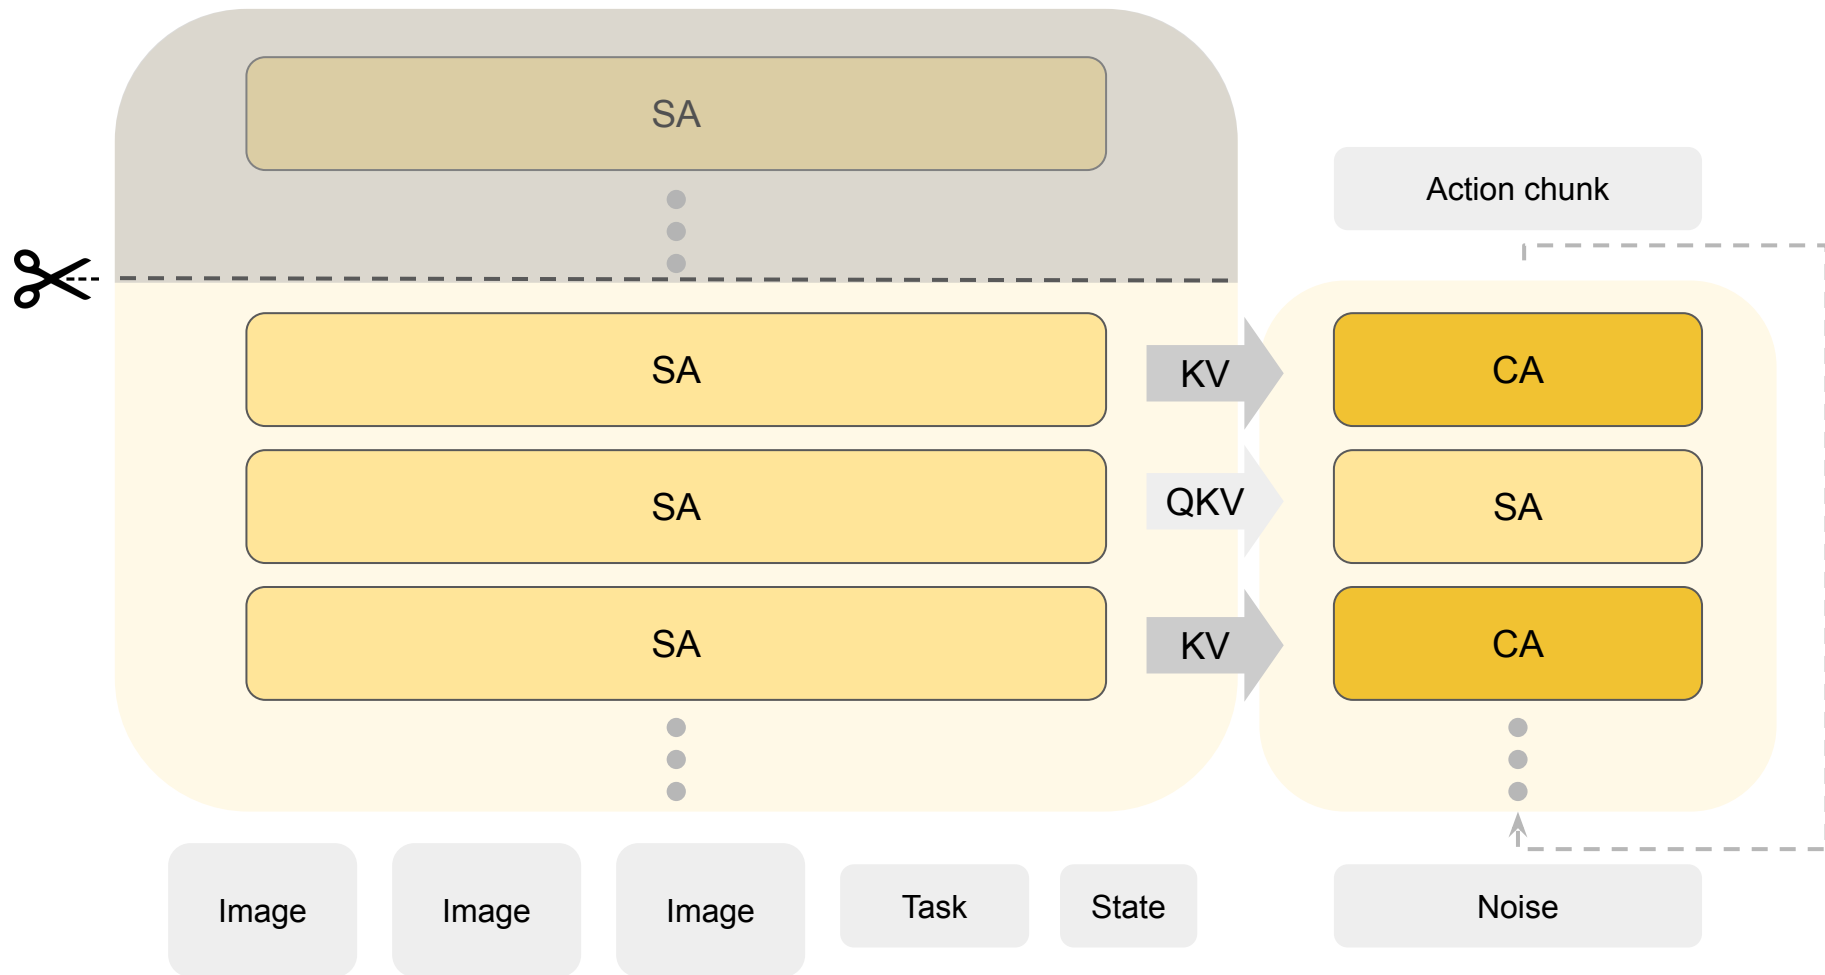 SA
Action chunk
SA
KV
CA
SA
QKV
SA
SA
KV
CA
Image
Image
Image
Task
State
Noise